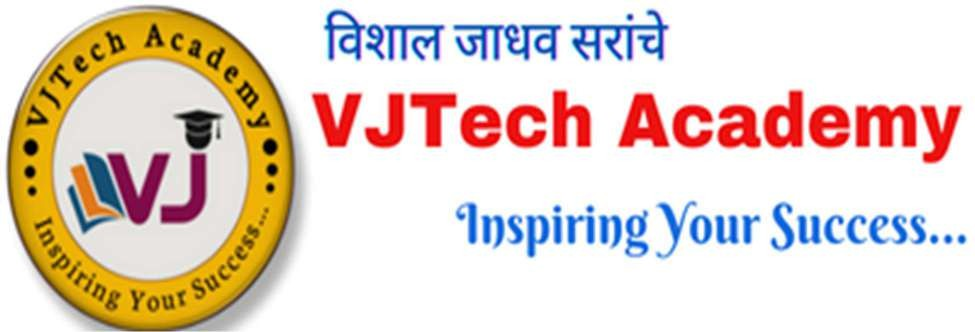 VJTech Academy
VJ
Inspiring Your Success...
विशाल जाधव सरांचे
VJTech Academy
Inspiring Your Success...